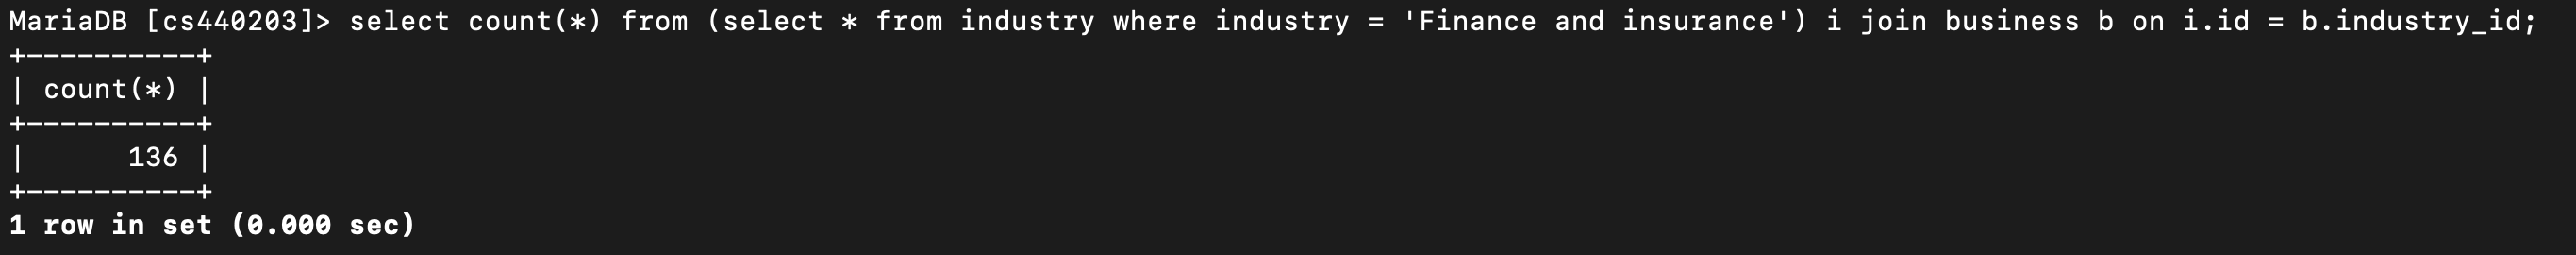 MariaDB [cs440203]> select count(*) from (select * from industry where industry = 'Finance and insurance') i join business b on i.id = b.industry_id;
+----------+
| count(*) |
+----------+
|      136 |
+----------+
1 row in set (0.000 sec)